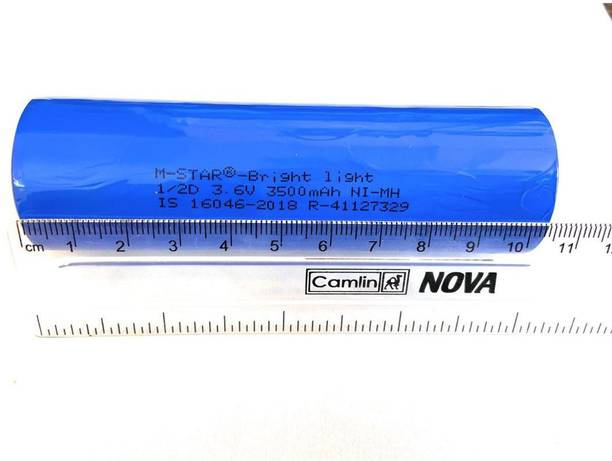 M-STAR®-Bright light
1/2D 3.6V 3500mAh NI-MH
IS 16046-2018 R-41127329
cm 1 2 3 4 5 6 7 8 9 10 11
Camlin NOVA